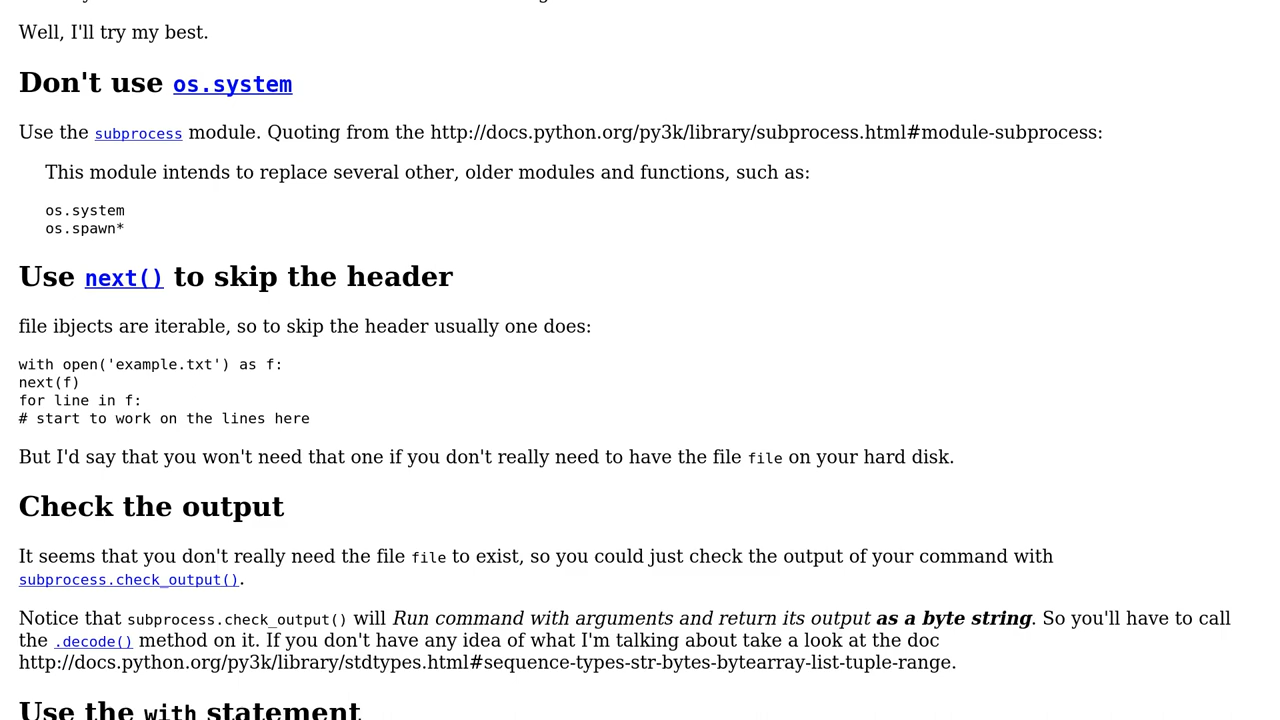 Well, I'll try my best.
Don't use os.system
Use the subprocess module. Quoting from the http://docs.python.org/py3k/library/subprocess.html#module-subprocess:
This module intends to replace several other, older modules and functions, such as:
os.system
os.spawn*
Use next() to skip the header
file ibjects are iterable, so to skip the header usually one does:
with open('example.txt') as f:
next(f)
for line in f:
# start to work on the lines here
But I'd say that you won't need that one if you don't really need to have the file file on your hard disk.
Check the output
It seems that you don't really need the file file to exist, so you could just check the output of your command with
subprocess.check_output().
Notice that subprocess.check_output() will Run command with arguments and return its output as a byte string. So you'll have to call
the .decode() method on it. If you don't have any idea of what I'm talking about take a look at the doc
http://docs.python.org/py3k/library/stdtypes.html#sequence-types-str-bytes-bytearray-list-tuple-range.
Use the with statement